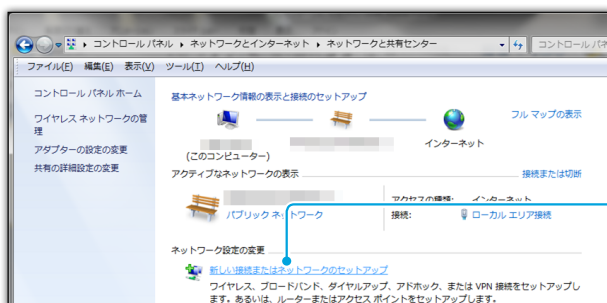 コントロール パネル ▸ ネットワークとインターネット ▸ ネットワークと共有センター
コントロール パネ
ファイル(F) 編集(E) 表示(V) ツール(T) ヘルプ(H)
コントロール パネル ホーム
ワイヤレス ネットワークの管
理
アダプターの設定の変更
共有の詳細設定の変更
基本ネットワーク情報の表示と接続のセットアップ
フル マップの表示
(このコンピューター)
インターネット
アクティブなネットワークの表示
接続または切断
パブリック ネットワーク
アクセスの種類: インターネット
接続: ローカル エリア接続
ネットワーク設定の変更
新しい接続またはネットワークのセットアップ
ワイヤレス、ブロードバンド、ダイヤルアップ、アドホック、または VPN 接続をセットアップし
ます。あるいは、ルーターまたはアクセス ポイントをセットアップします。